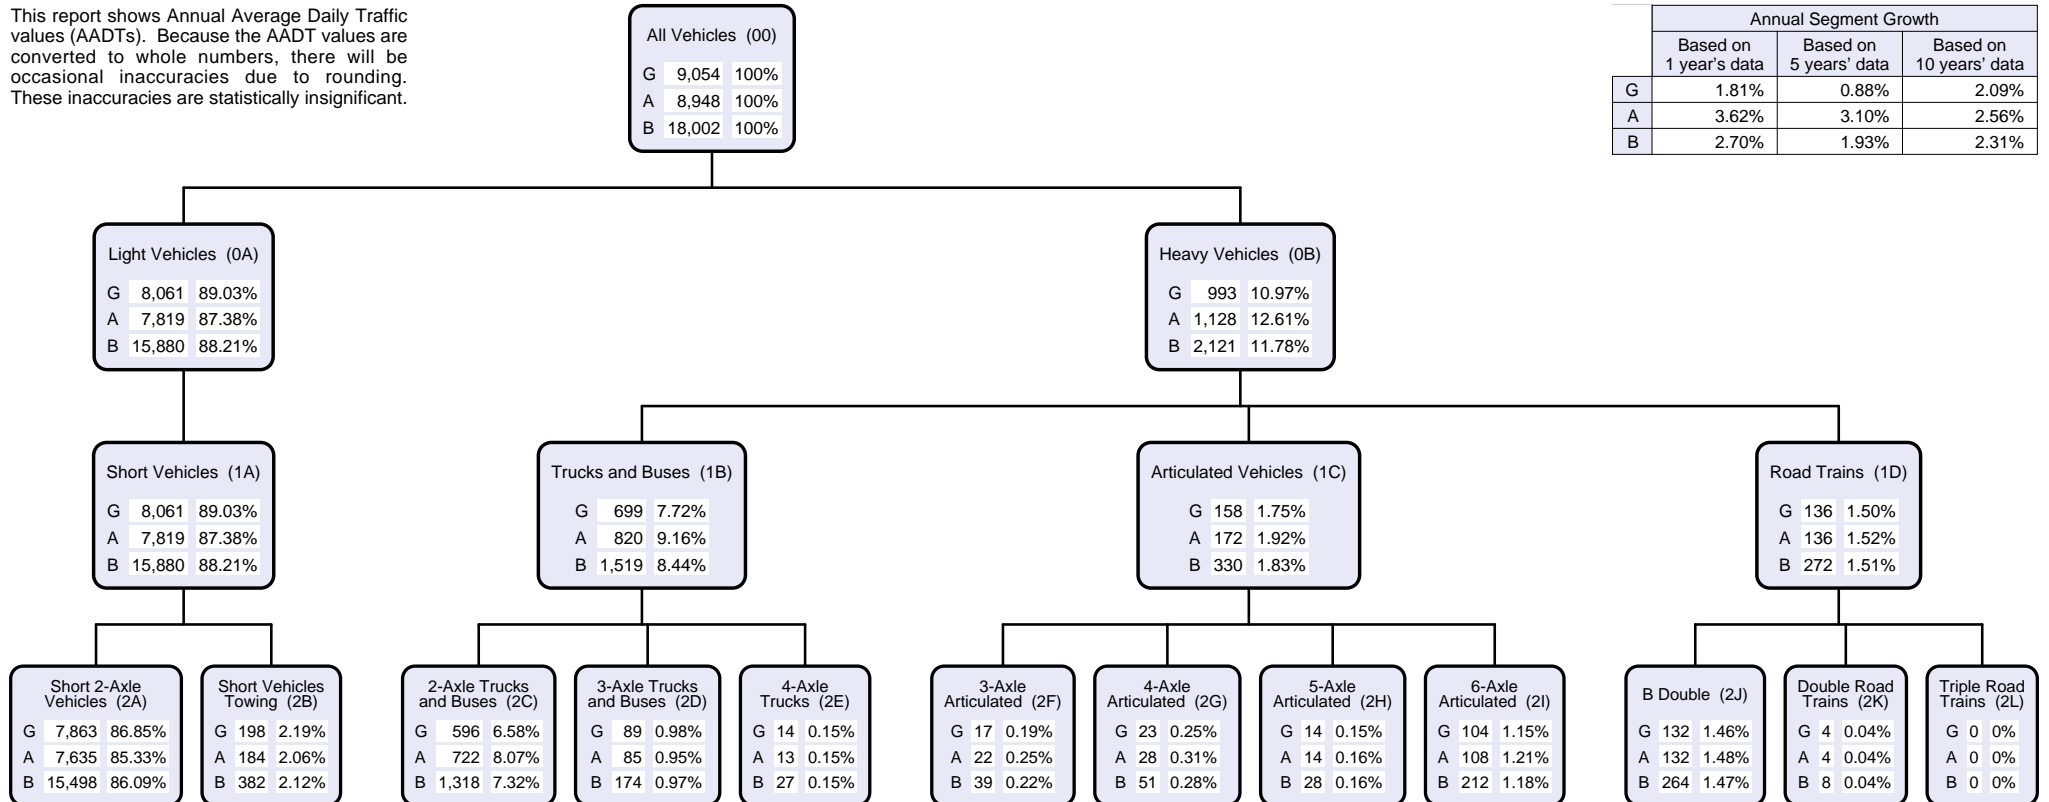 This report shows Annual Average Daily Traffic
values (AADTs). Because the AADT values are
converted to whole numbers, there will be
occasional inaccuracies due to rounding.
These inaccuracies are statistically insignificant.
All Vehicles (00)
G 9,054 100%
A 8,948 100%
B 18,002 100%
Annual Segment Growth
Based on 1 year's data Based on 5 years' data Based on 10 years' data
G 1.81% 0.88% 2.09%
A 3.62% 3.10% 2.56%
B 2.70% 1.93% 2.31%
Light Vehicles (0A)
G 8,061 89.03%
A 7,819 87.38%
B 15,880 88.21%
Heavy Vehicles (0B)
G 993 10.97%
A 1,128 12.61%
B 2,121 11.78%
Short Vehicles (1A)
G 8,061 89.03%
A 7,819 87.38%
B 15,880 88.21%
Trucks and Buses (1B)
G 699 7.72%
A 820 9.16%
B 1,519 8.44%
Articulated Vehicles (1C)
G 158 1.75%
A 172 1.92%
B 330 1.83%
Road Trains (1D)
G 136 1.50%
A 136 1.52%
B 272 1.51%
Short 2-Axle
Vehicles (2A)
G 7,863 86.85%
A 7,635 85.33%
B 15,498 86.09%
Short Vehicles
Towing (2B)
G 198 2.19%
A 184 2.06%
B 382 2.12%
2-Axle Trucks
and Buses (2C)
G 596 6.58%
A 722 8.07%
B 1,318 7.32%
3-Axle Trucks
and Buses (2D)
G 89 0.98%
A 85 0.95%
B 174 0.97%
4-Axle
Trucks (2E)
G 14 0.15%
A 13 0.15%
B 27 0.15%
3-Axle
Articulated (2F)
G 17 0.19%
A 22 0.25%
B 39 0.22%
4-Axle
Articulated (2G)
G 23 0.25%
A 28 0.31%
B 51 0.28%
5-Axle
Articulated (2H)
G 14 0.15%
A 14 0.16%
B 28 0.16%
6-Axle
Articulated (2I)
G 104 1.15%
A 108 1.21%
B 212 1.18%
B Double (2J)
G 132 1.46%
A 132 1.48%
B 264 1.47%
Double Road
Trains (2K)
G 4 0.04%
A 4 0.04%
B 8 0.04%
Triple Road
Trains (2L)
G 0 0%
A 0 0%
B 0 0%